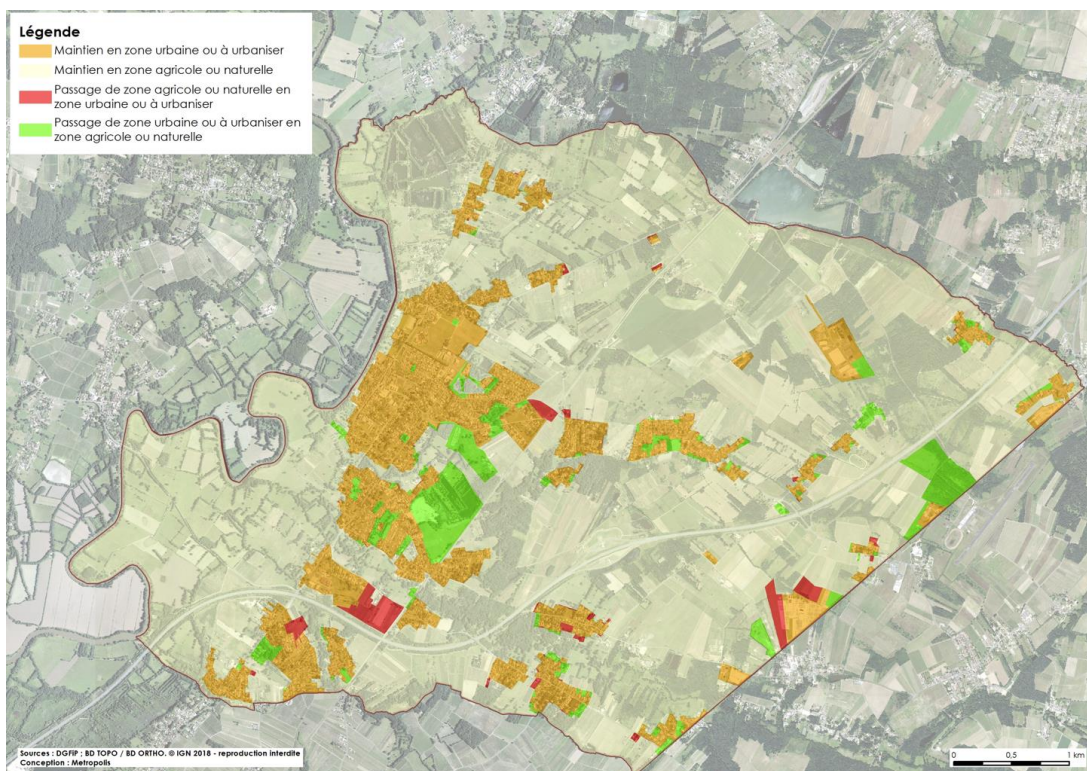 Légende
Maintien en zone urbaine ou à urbaniser
Maintien en zone agricole ou naturelle
Passage de zone agricole ou naturelle en
zone urbaine ou à urbaniser
Passage de zone urbaine ou à urbaniser en
zone agricole ou naturelle
Sources : DGFiP ; BD TOPO / BD ORTHO, © IGN 2018 - reproduction interdite
Conception : Metropolis
0 0,5 1 km